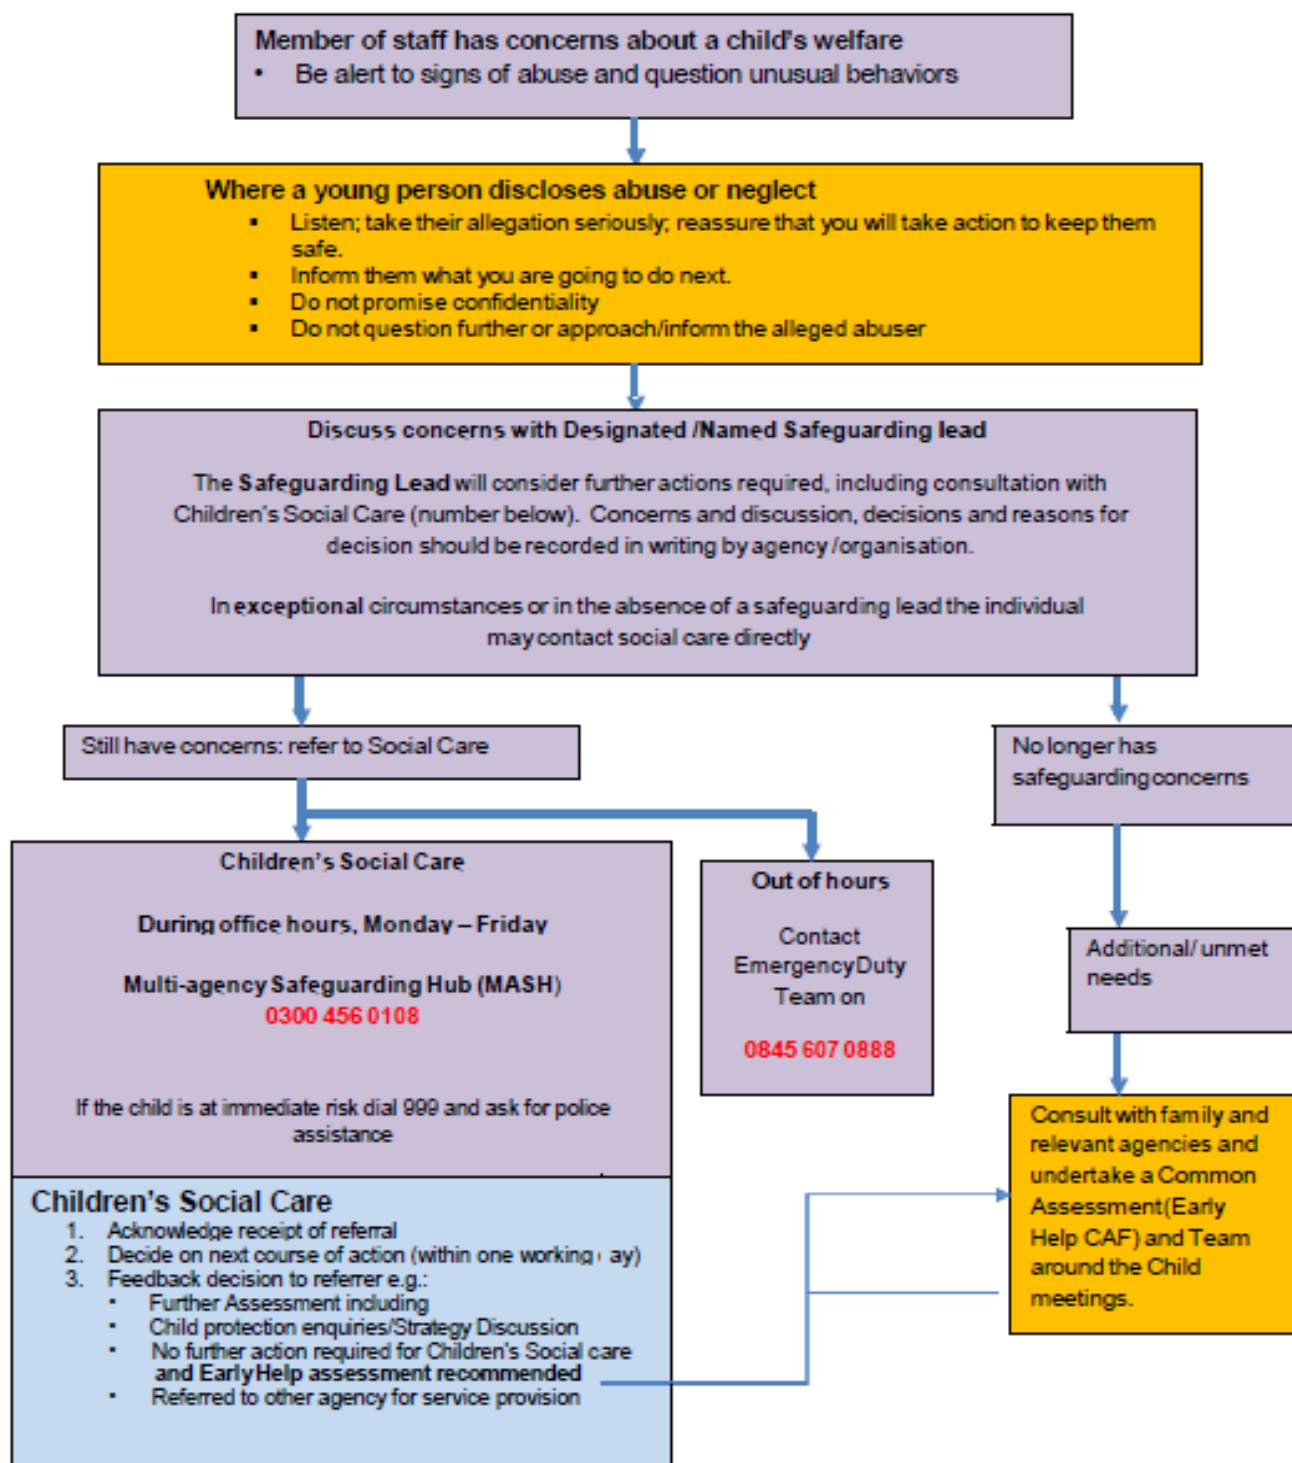 Member of staff has concerns about a child's welfare
• Be alert to signs of abuse and question unusual behaviors
Where a young person discloses abuse or neglect
▪ Listen; take their allegation seriously; reassure that you will take action to keep them
safe.
▪ Inform them what you are going to do next.
▪ Do not promise confidentiality
▪ Do not question further or approach/inform the alleged abuser
Discuss concerns with Designated /Named Safeguarding lead
The Safeguarding Lead will consider further actions required, including consultation with
Children's Social Care (number below). Concerns and discussion, decisions and reasons for
decision should be recorded in writing by agency /organisation.
In exceptional circumstances or in the absence of a safeguarding lead the individual
may contact social care directly
Still have concerns: refer to Social Care
No longer has
safeguarding concerns
Children's Social Care
During office hours, Monday – Friday
Multi-agency Safeguarding Hub (MASH)
0300 456 0108
If the child is at immediate risk dial 999 and ask for police
assistance
Out of hours
Contact
Emergency Duty
Team on
0845 607 0888
Additional/ unmet
needs
Consult with family and
relevant agencies and
undertake a Common
Assessment(Early
Help CAF) and Team
around the Child
meetings.
Children's Social Care
1. Acknowledge receipt of referral
2. Decide on next course of action (within one working ay)
3. Feedback decision to referrer e.g.:
▪ Further Assessment including
▪ Child protection enquiries/Strategy Discussion
▪ No further action required for Children's Social care
and Early Help assessment recommended
▪ Referred to other agency for service provision